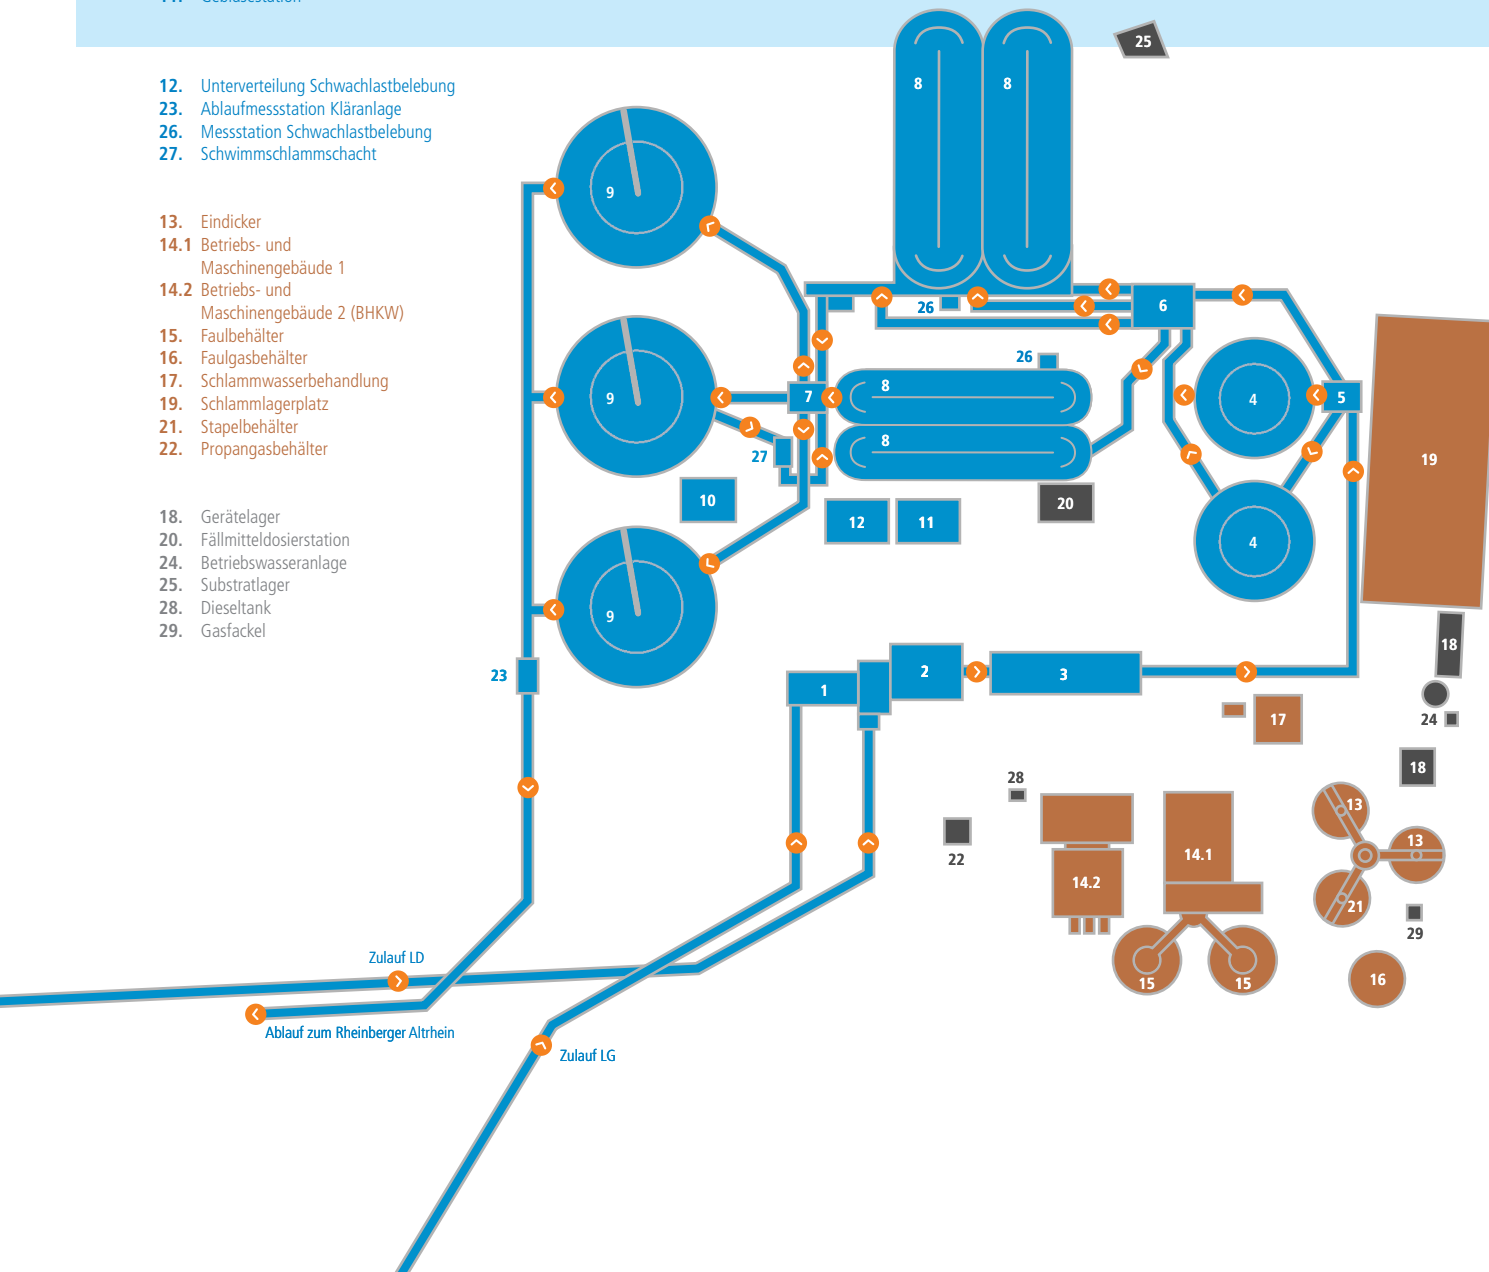 12. Unterverteilung Schwachlastbelebung
23. Ablaufmessstation Kläranlage
26. Messstation Schwachlastbelebung
27. Schwimmschlammschacht
13. Eindicker
14.1 Betriebs- und
Maschinengebäude 1
14.2 Betriebs- und
Maschinengebäude 2 (BHKW)
15. Faulbehälter
16. Faulgasbehälter
17. Schlammwasserbehandlung
19. Schlammlagerplatz
21. Stapelbehälter
22. Propangasbehälter
18. Gerätelager
20. Fällmitteldosierstation
24. Betriebswasseranlage
25. Substratlager
28. Dieseltank
29. Gasfackel
25
8
8
9
26
6
26
8
7
9
4
5
8
27
19
10
20
12
11
4
9
18
23
1
2
3
17
24
18
28
13
13
22
14.1
14.2
21
29
15
15
16
Zulauf LD
Ablauf zum Rheinberger Altrhein
Zulauf LG